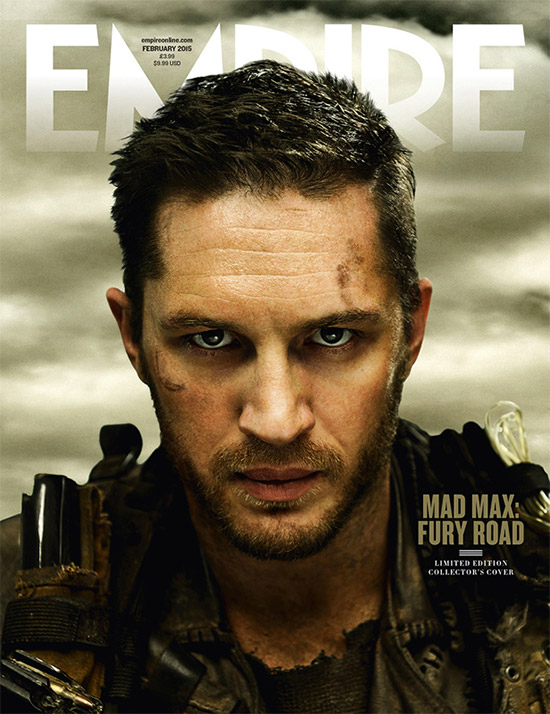 EMPIRE
empireonline.com
FEBRUARY 2015
£3.99
$9.99 USD
MAD MAX:
FURY ROAD
LIMITED EDITION
COLLECTOR'S COVER